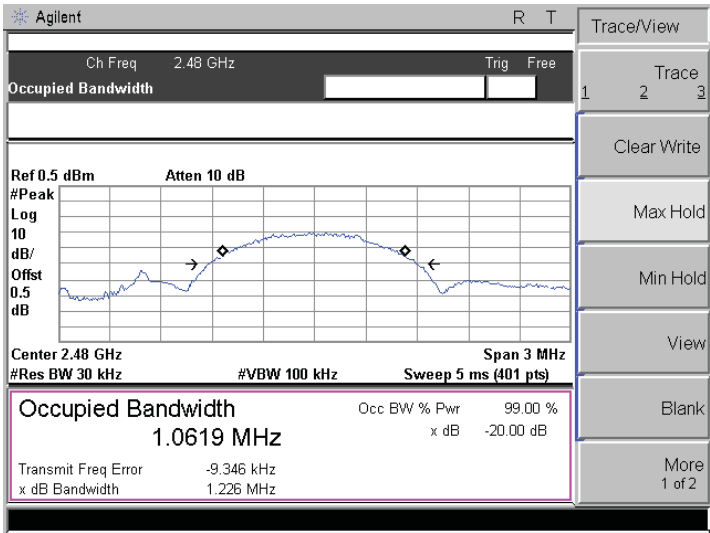 Agilent R T
Trace/View
Ch Freq 2.48 GHz Trig Free
Occupied Bandwidth
Trace
1 2 3
Clear Write
Max Hold
Min Hold
View
Blank
More
1 of 2
Ref 0.5 dBm Atten 10 dB
#Peak
Log
10
dB/
Offst
0.5
dB
Center 2.48 GHz Span 3 MHz
#Res BW 30 kHz #VBW 100 kHz Sweep 5 ms (401 pts)
Occupied Bandwidth Occ BW % Pwr 99.00 %
1.0619 MHz x dB -20.00 dB
Transmit Freq Error -9.346 kHz
x dB Bandwidth 1.226 MHz